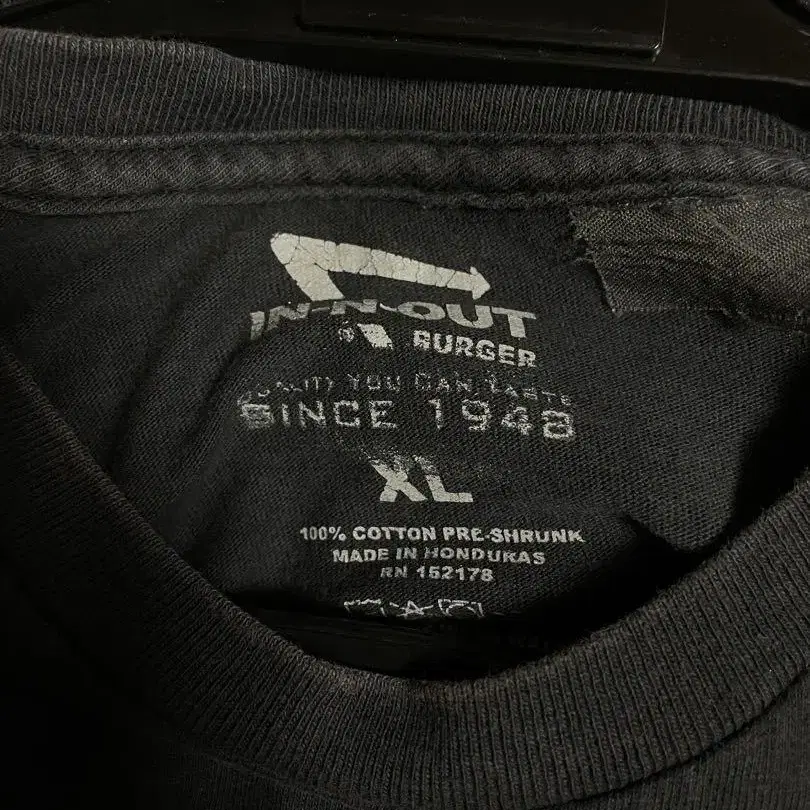 IN-N-OUT
BURGER
QUALITY YOU CAN TASTE
SINCE 1948
XL
100% COTTON PRE-SHRUNK
MADE IN HONDURAS
RN 152178